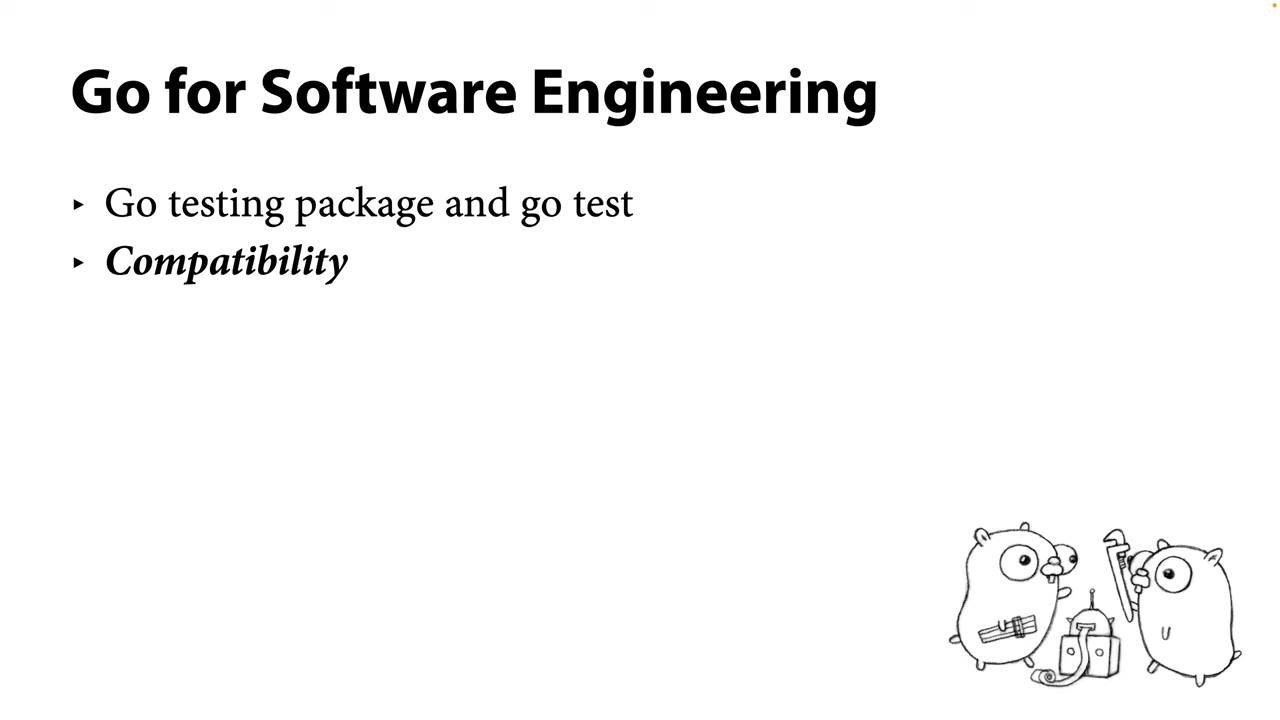 Go for Software Engineering
‣ Go testing package and go test
‣ Compatibility